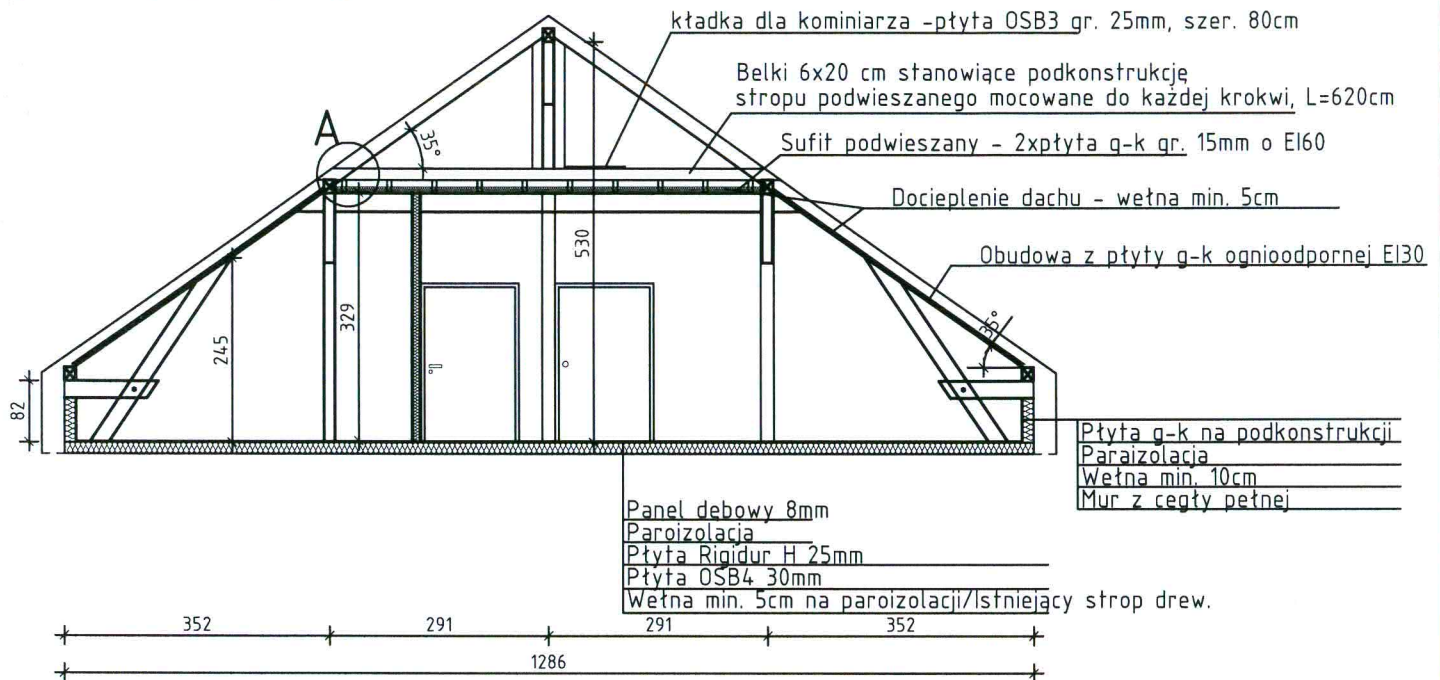 kładka dla kominiarza -płyta OSB3 gr. 25mm, szer. 80cm
Belki 6x20 cm stanowiące podkonstrukcję
stropu podwieszanego mocowane do każdej krokwi, L=620cm
A
35°
Sufit podwieszany - 2xpłyta g-k gr. 15mm o EI60
Docieplenie dachu - wełna min. 5cm
530
Obudowa z płyty g-k ognioodpornej EI30
329
245
35°
82
Płyta g-k na podkonstrukcji
Paraizolacja
Wełna min. 10cm
Mur z cegły pełnej
Panel dębowy 8mm
Paroizolacja
Płyta Rigidur H 25mm
Płyta OSB4 30mm
Wełna min. 5cm na paroizolacji/Istniejący strop drew.
352 291 291 352
1286